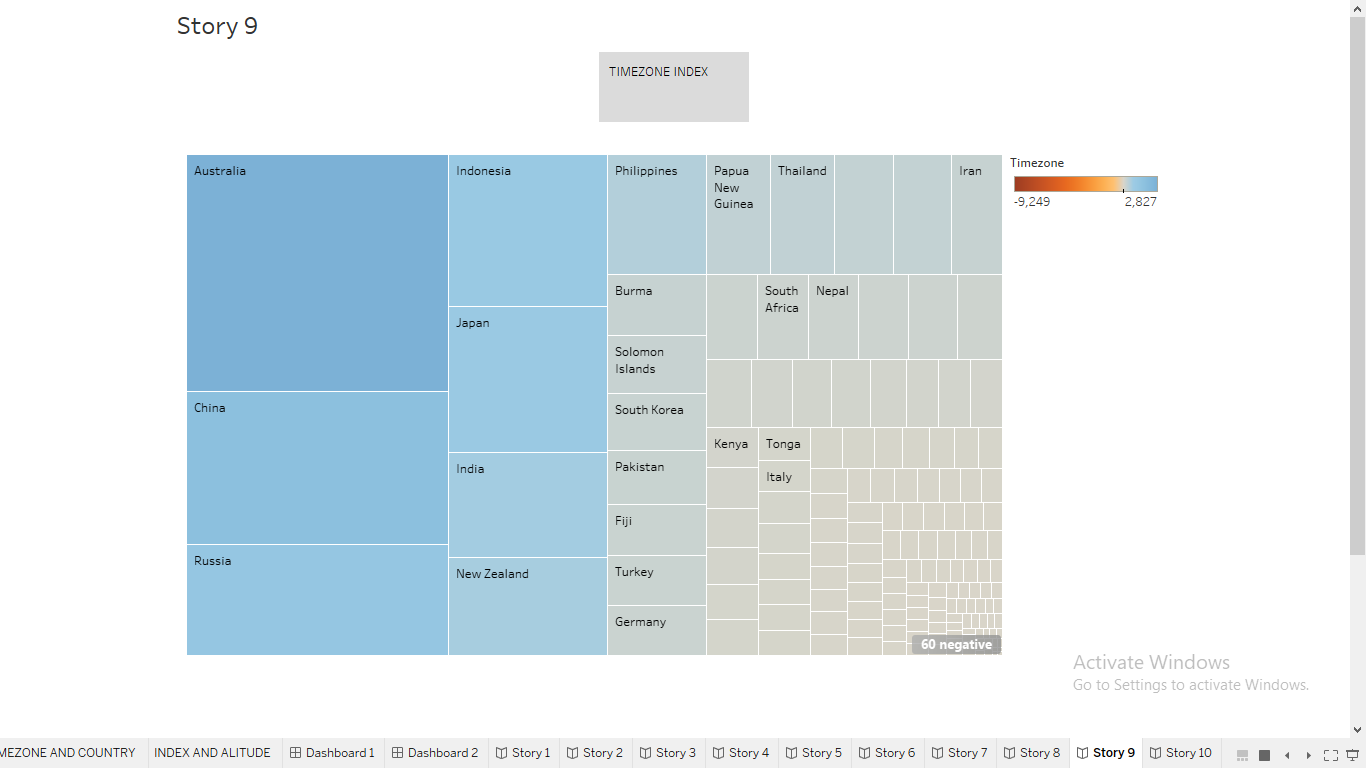 Story 9
TIMEZONE INDEX
Australia
Indonesia
Philippines
Papua
New
Guinea
Thailand
Iran
Timezone
-9,249
2,827
Burma
South
Africa
Nepal
Japan
Solomon
Islands
China
South Korea
Kenya
Tonga
India
Pakistan
Italy
Fiji
Russia
New Zealand
Turkey
Germany
60 negative
Activate Windows
Go to Settings to activate Windows.
MEZONE AND COUNTRY
INDEX AND ALITUDE
Dashboard 1
Dashboard 2
Story 1
Story 2
Story 3
Story 4
Story 5
Story 6
Story 7
Story 8
Story 9
Story 10